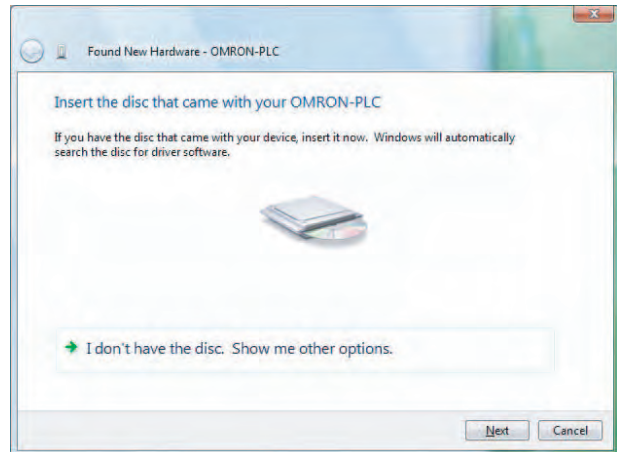 Found New Hardware - OMRON-PLC
Insert the disc that came with your OMRON-PLC
If you have the disc that came with your device, insert it now.  Windows will automatically
search the disc for driver software.
I don't have the disc.  Show me other options.
Next
Cancel